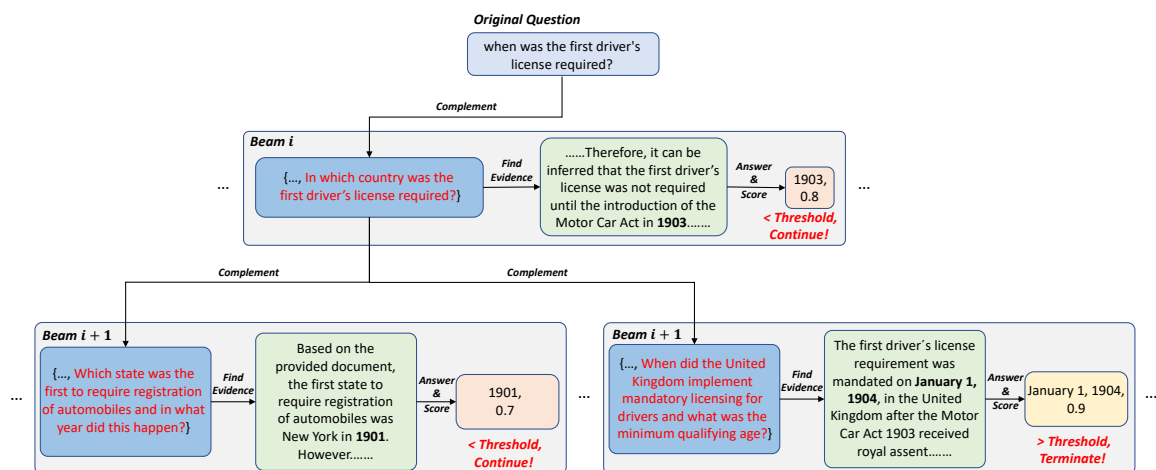 Original Question
when was the first driver's
license required?
Complement
Beam i
...
{..., In which country was the
first driver's license required?}
Find
Evidence
......Therefore, it can be
inferred that the first driver's
license was not required
until the introduction of the
Motor Car Act in 1903.......
Answer
&
Score
1903,
0.8
< Threshold,
Continue!
...
Complement
Complement
Beam i + 1
...
{..., Which state was the
first to require registration
of automobiles and in what
year did this happen?}
Find
Evidence
Based on the
provided document,
the first state to
require registration
of automobiles was
New York in 1901.
However.......
Answer
&
Score
1901,
0.7
< Threshold,
Continue!
...
Beam i + 1
{..., When did the United
Kingdom implement
mandatory licensing for
drivers and what was the
minimum qualifying age?}
Find
Evidence
The first driver´s license
requirement was
mandated on January 1,
1904, in the United
Kingdom after the Motor
Car Act 1903 received
royal assent.......
Answer
&
Score
January 1, 1904,
0.9
> Threshold,
Terminate!
...